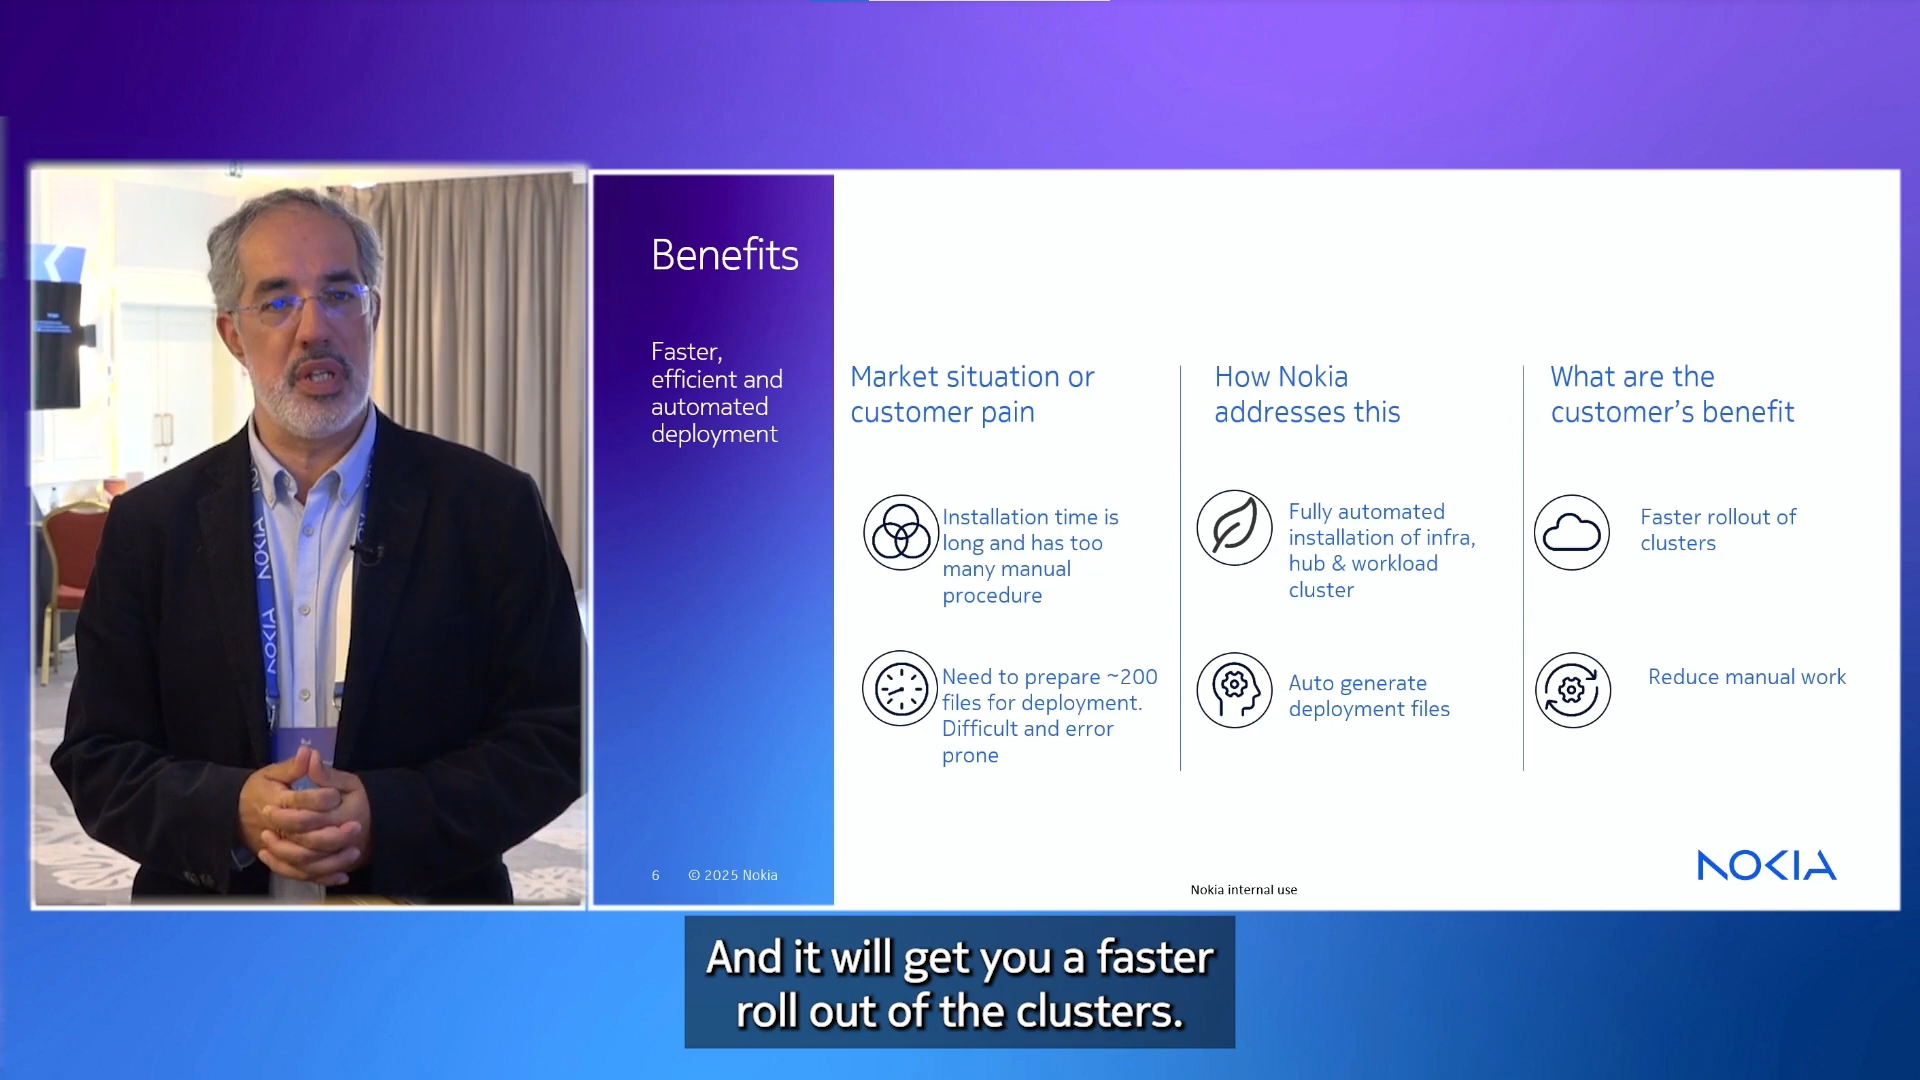 Benefits
Faster,
efficient and
automated
deployment
Market situation or
customer pain
Installation time is
long and has too
many manual
procedure
Need to prepare ~200
files for deployment.
Difficult and error
prone
How Nokia
addresses this
Fully automated
installation of infra,
hub & workload
cluster
Auto generate
deployment files
What are the
customer’s benefit
Faster rollout of
clusters
Reduce manual work
6 © 2025 Nokia
Nokia internal use
NOKIA
NOKIA
NOKIA
And it will get you a faster
roll out of the clusters.